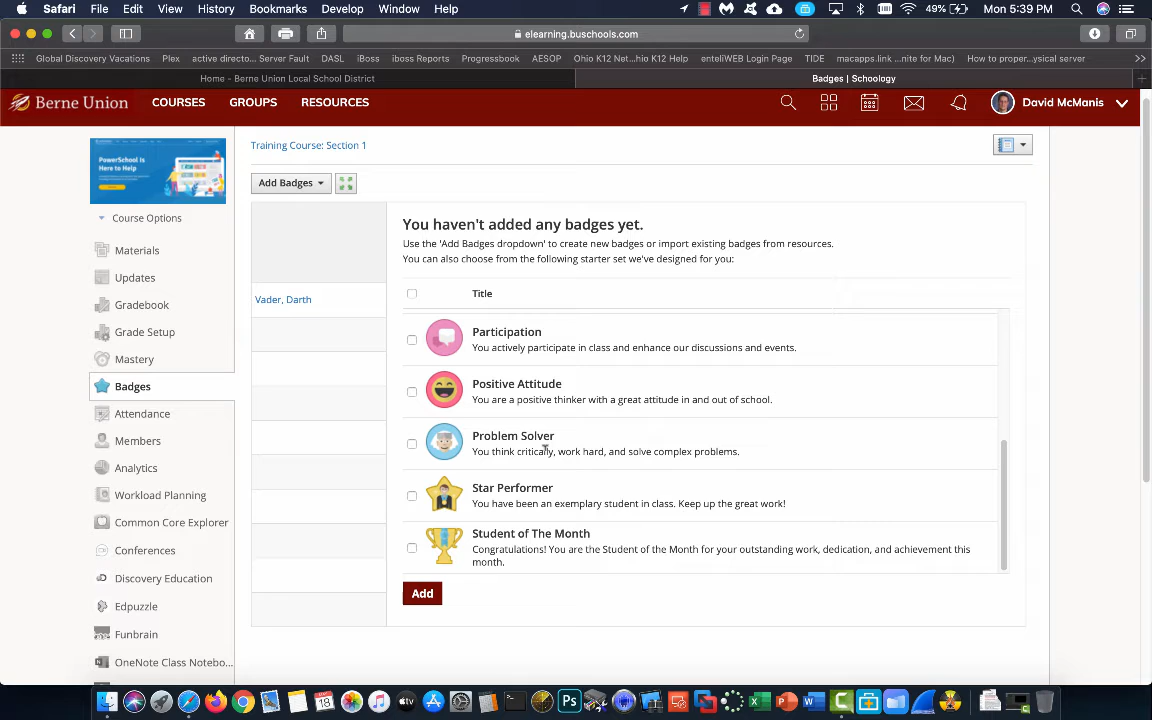 Safari File Edit View History Bookmarks Develop Window Help 49% Mon 5:39 PM
elearning.buschools.com
Global Discovery Vacations Plex active directo... Server Fault DASL iBoss iboss Reports Progressbook AESOP Ohio K12 Net...hio K12 Help enteliWEB Login Page TIDE macapps.link ...nite for Mac) How to proper...ysical server
Home - Berne Union Local School District Badges | Schoology
Berne Union COURSES GROUPS RESOURCES David McManis
PowerSchool Is
Here to Help
Training Course: Section 1
Add Badges
Course Options
Materials
Updates
Gradebook
Grade Setup
Mastery
Badges
Attendance
Members
Analytics
Workload Planning
Common Core Explorer
Conferences
Discovery Education
Edpuzzle
Funbrain
OneNote Class Notebo...
Vader, Darth
You haven't added any badges yet.
Use the 'Add Badges dropdown' to create new badges or import existing badges from resources.
You can also choose from the following starter set we've designed for you:
Title
Participation
You actively participate in class and enhance our discussions and events.
Positive Attitude
You are a positive thinker with a great attitude in and out of school.
Problem Solver
You think critically, work hard, and solve complex problems.
Star Performer
You have been an exemplary student in class. Keep up the great work!
Student of The Month
Congratulations! You are the Student of the Month for your outstanding work, dedication, and achievement this
month.
Add
18
tv
Ps